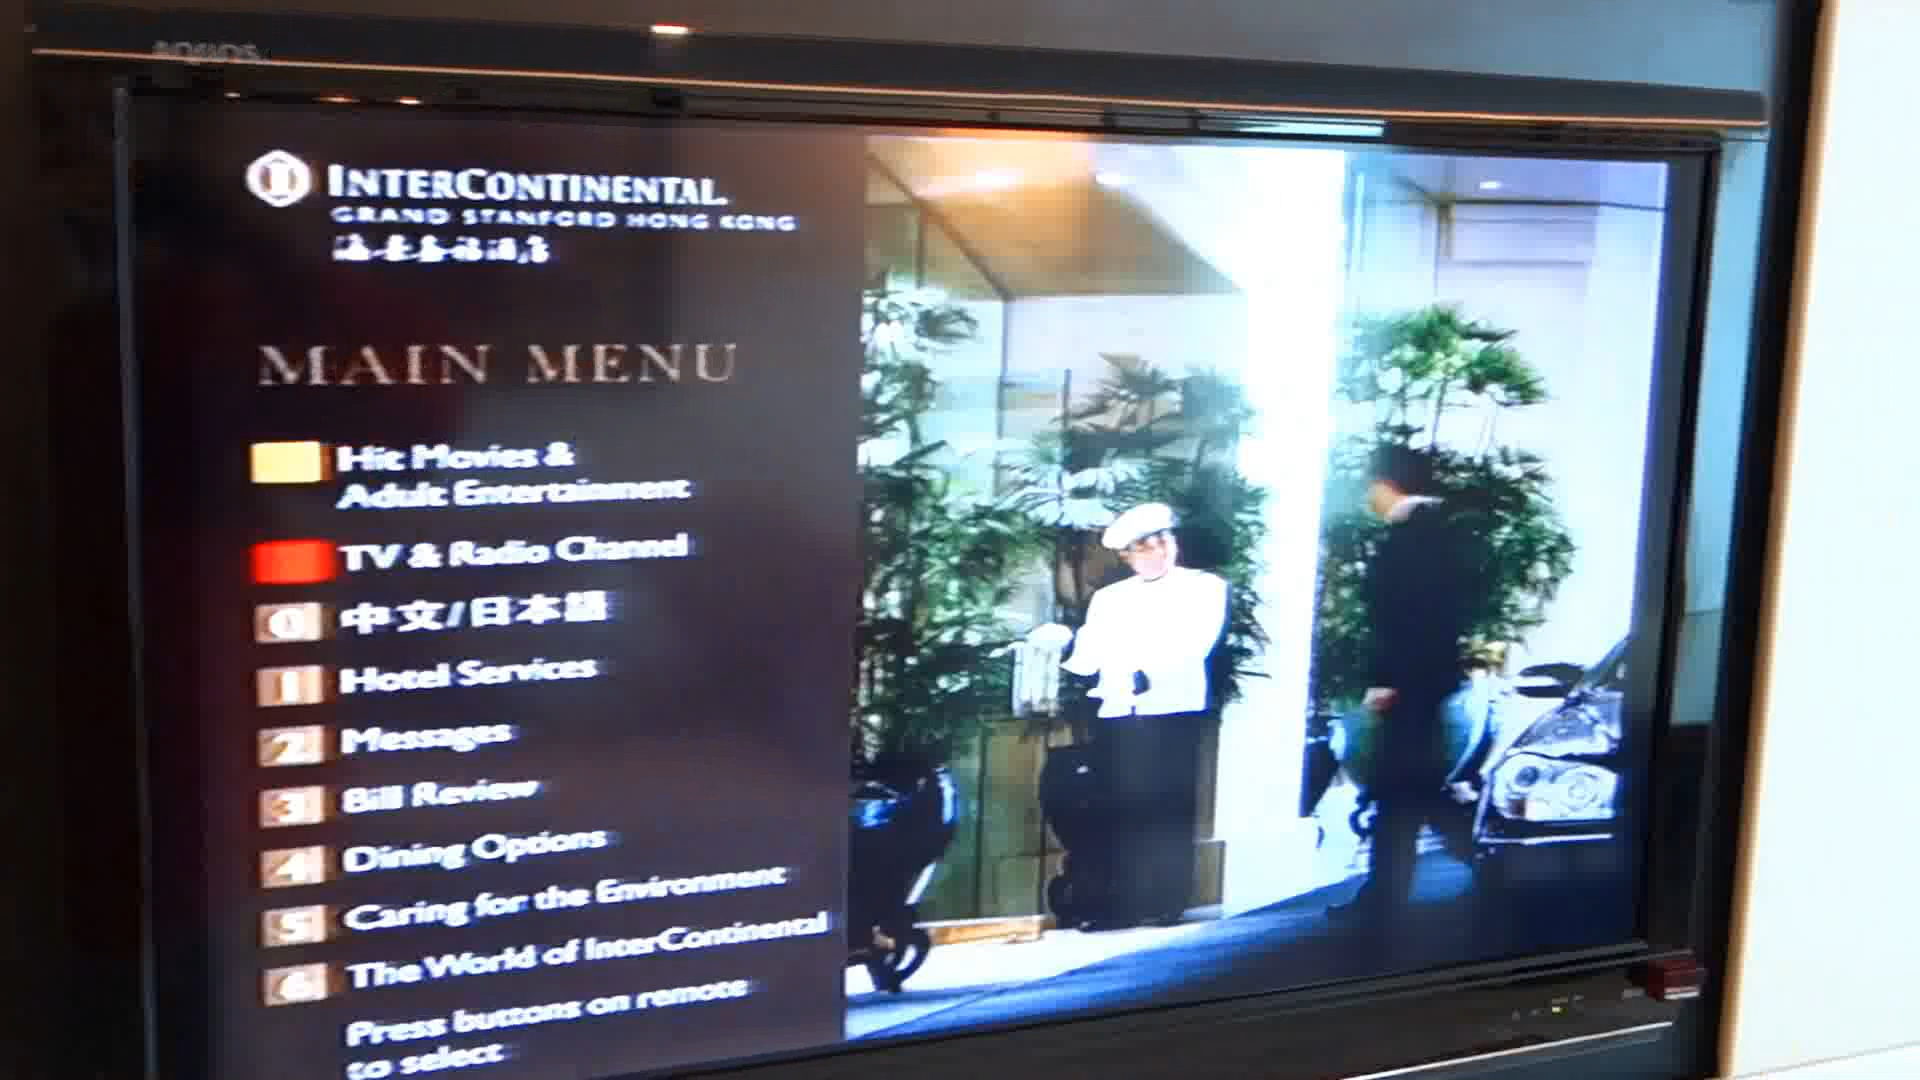 AQUOS
INTERCONTINENTAL
GRAND STANFORD HONG KONG
MAIN MENU
Hit Movies &
Adult Entertainment
TV & Radio Channel
0 中文/日本語
1 Hotel Services
2 Messages
3 Bill Review
4 Dining Options
5 Caring for the Environment
6 The World of InterContinental
Press buttons on remote
to select